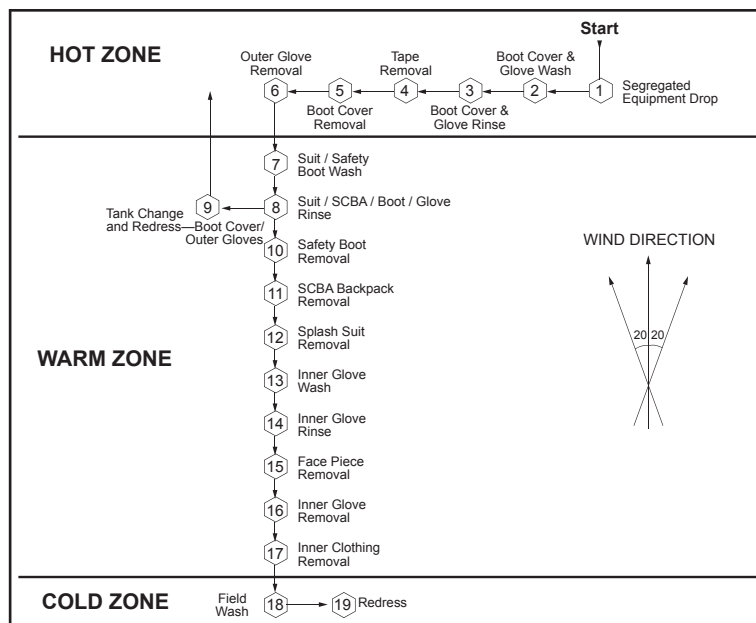 HOT ZONE
Start
1
Segregated
Equipment Drop
Boot Cover &
Glove Wash
2
3
Boot Cover &
Glove Rinse
Tape
Removal
4
5
Boot Cover
Removal
Outer Glove
Removal
6
WARM ZONE
7
Suit / Safety
Boot Wash
8
Suit / SCBA / Boot / Glove
Rinse
9
Tank Change
and Redress—Boot Cover/
Outer Gloves
10
Safety Boot
Removal
11
SCBA Backpack
Removal
12
Splash Suit
Removal
13
Inner Glove
Wash
14
Inner Glove
Rinse
15
Face Piece
Removal
16
Inner Glove
Removal
17
Inner Clothing
Removal
WIND DIRECTION
20 20
COLD ZONE
Field
Wash
18
19
Redress